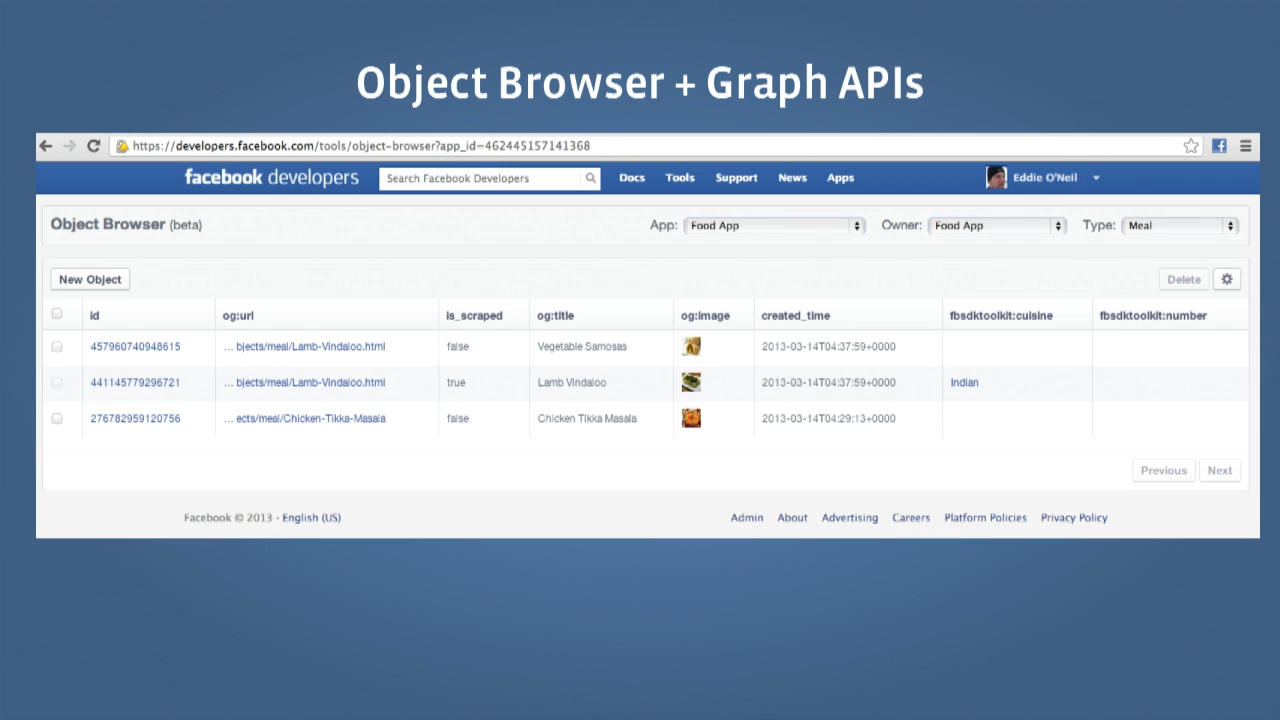 Object Browser + Graph APIs
https://developers.facebook.com/tools/object-browser?app_id=462445157141368
facebook developers Search Facebook Developers Docs Tools Support News Apps Eddie O'Neil
Object Browser (beta) App: Food App Owner: Food App Type: Meal
New Object Delete
id og:url is_scraped og:title og:image created_time fbsdktoolkit:cuisine fbsdktoolkit:number
457960740948615 ... bjects/meal/Lamb-Vindaloo.html false Vegetable Samosas 2013-03-14T04:37:59+0000
441145779296721 ... bjects/meal/Lamb-Vindaloo.html true Lamb Vindaloo 2013-03-14T04:37:59+0000 Indian
276782959120756 ... ects/meal/Chicken-Tikka-Masala false Chicken Tikka Masala 2013-03-14T04:29:13+0000
Previous Next
Facebook © 2013 · English (US) Admin About Advertising Careers Platform Policies Privacy Policy